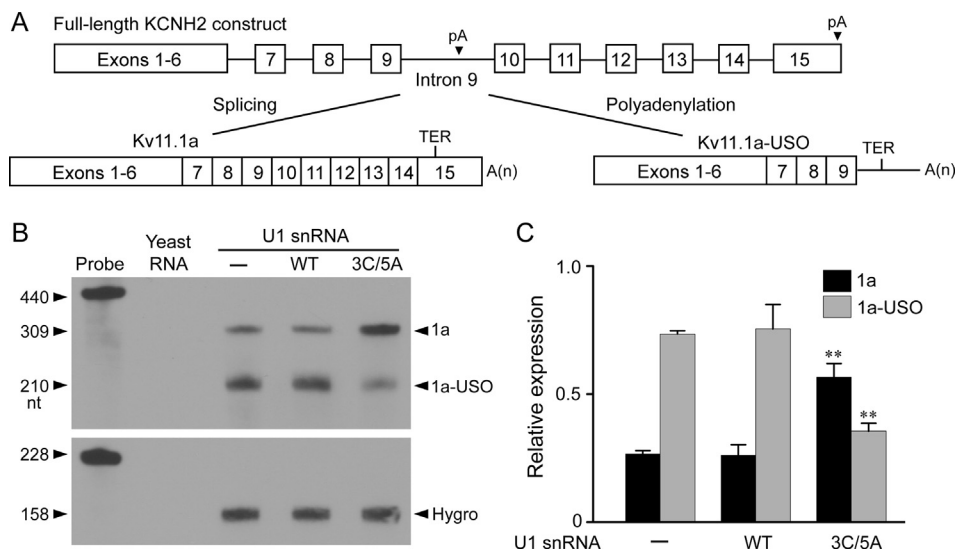 A
Full-length KCNH2 construct
pA
pA
Exons 1-6
7
8
9
10
11
12
13
14
15
Intron 9
Splicing
Polyadenylation
Kv11.1a
TER
Exons 1-6
7
8
9
10
11
12
13
14
15
A(n)
Kv11.1a-USO
TER
Exons 1-6
7
8
9
A(n)
B
Probe
Yeast
RNA
U1 snRNA
—
WT
3C/5A
440
309
210
nt
1a
1a-USO
228
158
Hygro
C
Relative expression
1.0
0.5
0
1a
1a-USO
**
**
U1 snRNA
—
WT
3C/5A